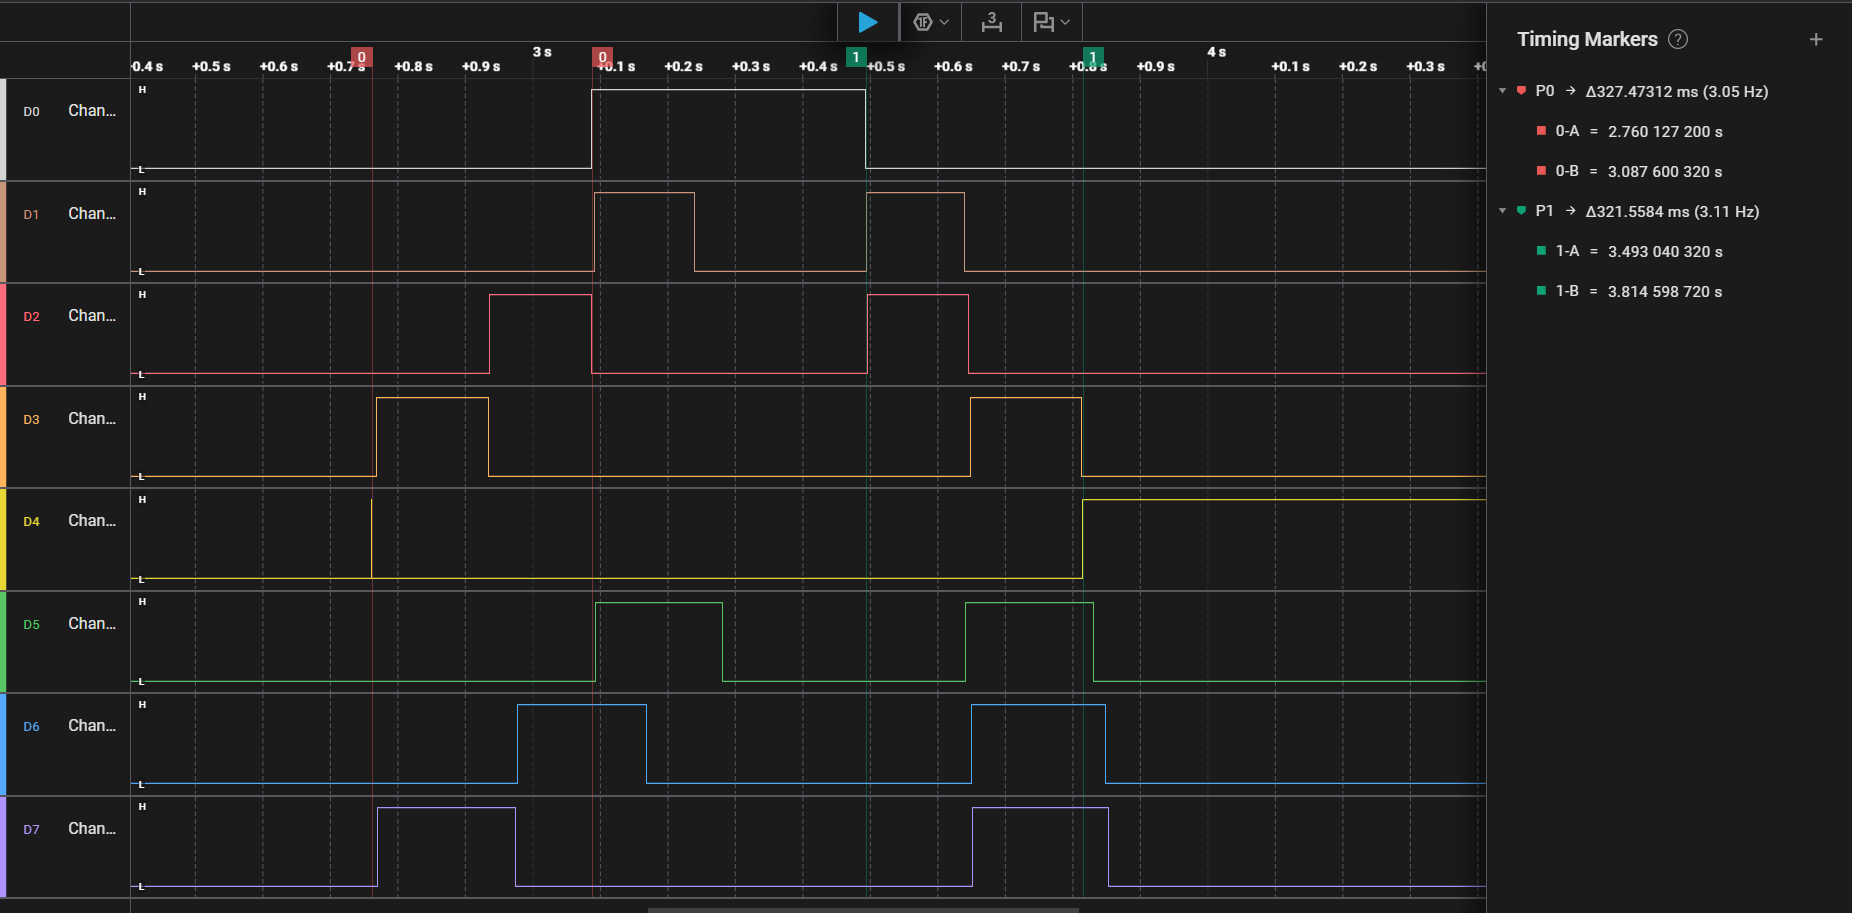 3
Timing Markers ?
3 s
4 s
0
0
1
1
0.4 s +0.5 s +0.6 s +0.7 s +0.8 s +0.9 s +0.1 s +0.2 s +0.3 s +0.4 s +0.5 s +0.6 s +0.7 s +0.8 s +0.9 s +0.1 s +0.2 s +0.3 s
P0 → Δ327.47312 ms (3.05 Hz)
0-A = 2.760 127 200 s
0-B = 3.087 600 320 s
P1 → Δ321.5584 ms (3.11 Hz)
1-A = 3.493 040 320 s
1-B = 3.814 598 720 s
H
D0 Chan...
L
H
D1 Chan...
L
H
D2 Chan...
L
H
D3 Chan...
L
H
D4 Chan...
L
H
D5 Chan...
L
H
D6 Chan...
L
H
D7 Chan...
L